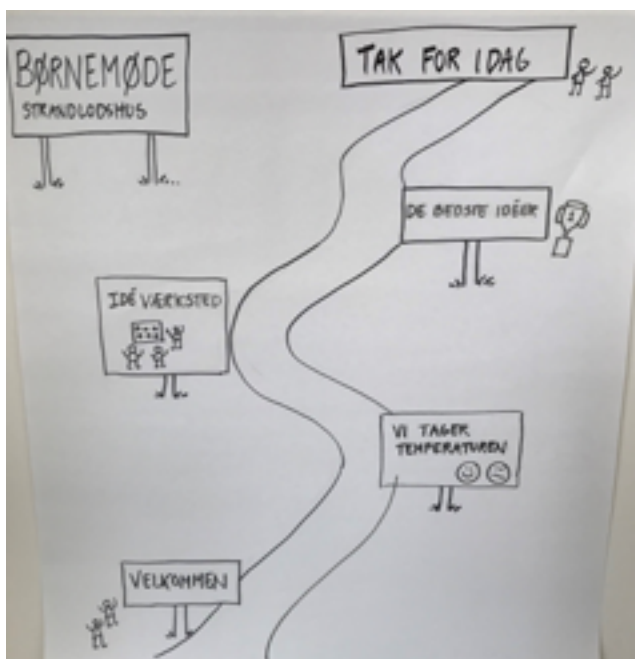 BØRNEMØDE
STRANDLODSHUS
TAK FOR IDAG
DE BEDSTE IDÉER
IDÉ VÆRKSTED
VI TAGER
TEMPERATUREN
VELKOMMEN